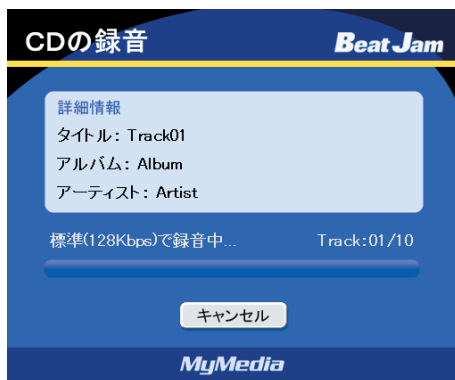 CDの録音
Beat Jam
詳細情報
タイトル: Track01
アルバム: Album
アーティスト: Artist
標準(128Kbps)で録音中... Track:01/10
キャンセル
MyMedia